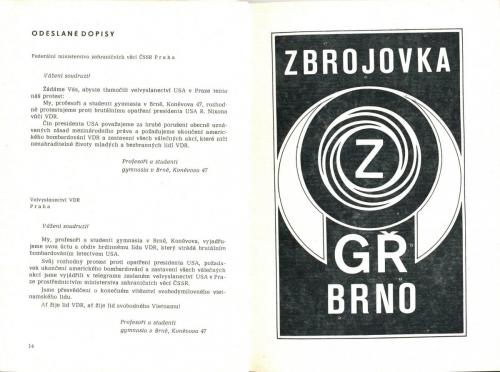 ODESLANÉ DOPISY
Federální ministerstvo zahraničních věcí ČSSR Praha
Vážení soudruzi!
Žádáme Vás, abyste tlumočili velvyslanectví USA v Praze tento
náš protest:
My, profesoři a studenti gymnasia v Brně, Koněvova 47, rozhod-
ně protestujeme proti brutálnímu opatření presidenta USA R. Nixona
vůči VDR.
Čin presidenta USA považujeme za hrubé porušení obecně uzná-
vaných zásad mezinárodního práva a požadujeme skončení americ-
kého bombardování VDR a zastavení všech válečných akcí, které ničí
nenahraditelné životy mladých a bezbranných lidí VDR.
Profesoři a studenti
gymnasia v Brně, Koněvova 47
Velvyslanectví VDR
Praha
Vážení soudruzi!
My, profesoři a studenti gymnasia v Brně, Koněvova, vyjadřu-
jeme svou úctu a obdiv hrdinnému lidu VDR, který strádá brutálním
bombardováním letectvem USA.
Svůj rozhodný protest proti opatření presidenta USA, požadav-
ek ukončení amerického bombardování a zastavení všech válečných
akcí jsme vyjádřili v telegramu zaslaném velvyslanectví USA v Pra-
ze prostřednictvím ministerstva zahraničních věcí ČSSR.
Jsme přesvědčeni o konečném vítězství svobodymilovného viet-
namského lidu.
Ať žije lid VDR, ať žije lid svobodného Vietnamu!
Profesoři a studenti
gymnasia v Brně, Koněvova 47
14
ZBROJOVKA
Z
GŘ
BRNO